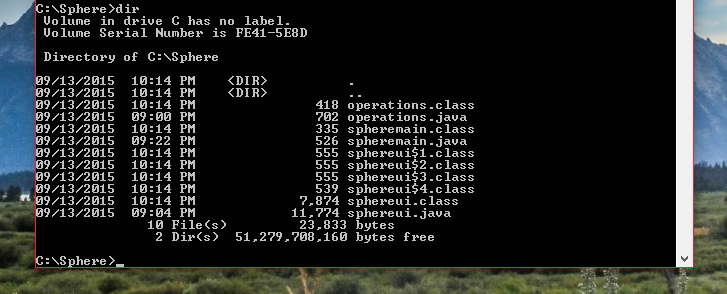 C:\Sphere>dir
 Volume in drive C has no label.
 Volume Serial Number is FE41-5E8D
 Directory of C:\Sphere
09/13/2015  10:14 PM    <DIR>          .
09/13/2015  10:14 PM    <DIR>          ..
09/13/2015  10:14 PM               418 operations.class
09/13/2015  09:00 PM               702 operations.java
09/13/2015  10:14 PM               335 spheremain.class
09/13/2015  09:22 PM               526 spheremain.java
09/13/2015  10:14 PM               555 sphereui$1.class
09/13/2015  10:14 PM               555 sphereui$2.class
09/13/2015  10:14 PM               555 sphereui$3.class
09/13/2015  10:14 PM               539 sphereui$4.class
09/13/2015  10:14 PM             7,874 sphereui.class
09/13/2015  09:04 PM            11,774 sphereui.java
              10 File(s)         23,833 bytes
               2 Dir(s)  51,279,708,160 bytes free
C:\Sphere>_